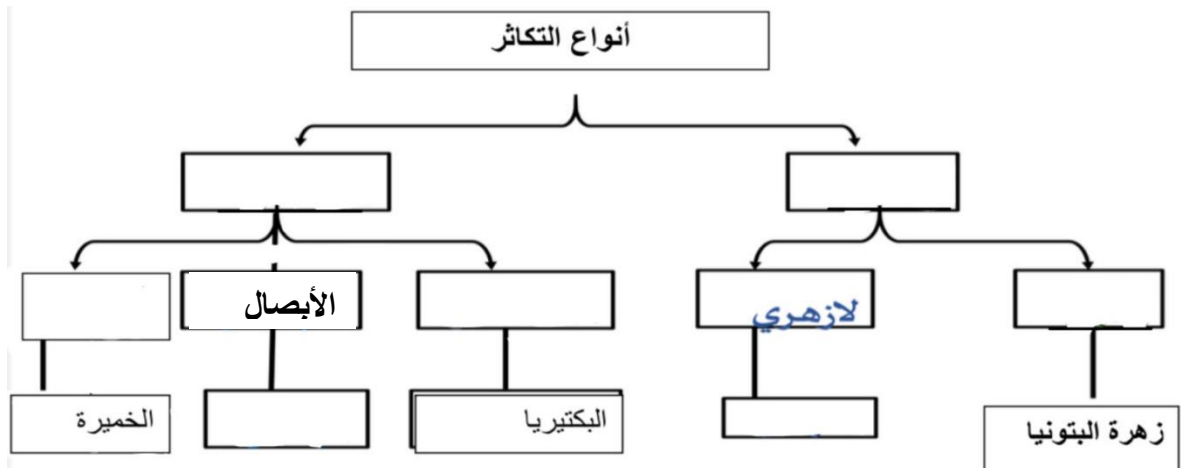 أنواع التكاثر
لازهري
الأبصال
زهرة البتونيا
البكتيريا
الخميرة